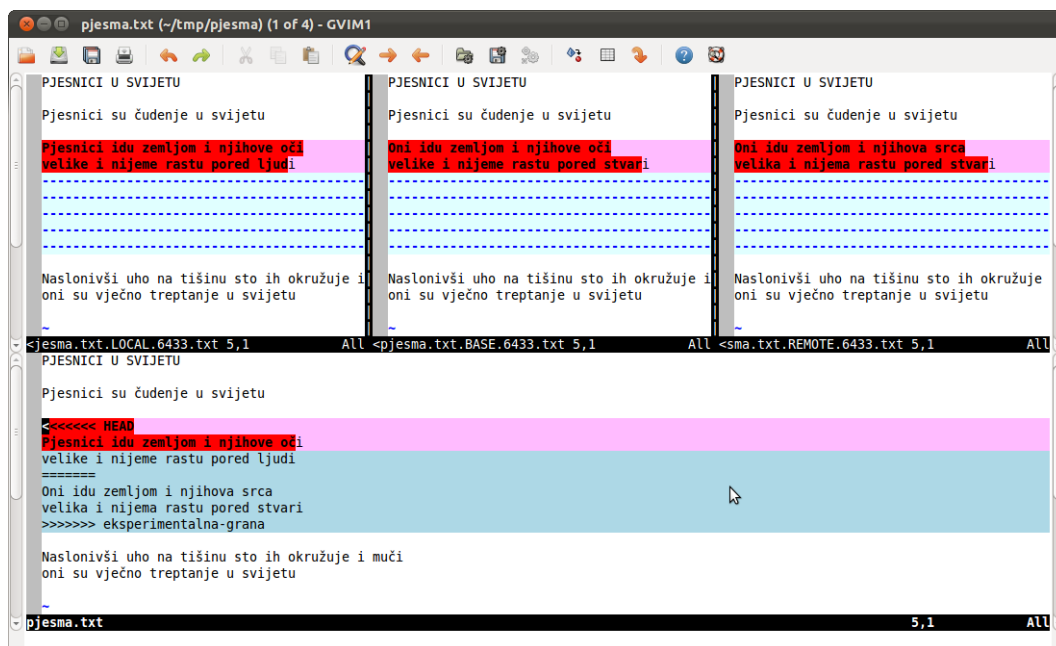 pjesma.txt (~/tmp/pjesma) (1 of 4) - GVIM1
PJESNICI U SVIJETU
Pjesnici su čudenje u svijetu
Pjesnici idu zemljom i njihove oči
velike i nijeme rastu pored ljudi
Naslonivši uho na tišinu sto ih okružuje i
oni su vječno treptanje u svijetu
~
<jesma.txt.LOCAL.6433.txt 5,1 All
PJESNICI U SVIJETU
Pjesnici su čudenje u svijetu
Oni idu zemljom i njihove oči
velike i nijeme rastu pored stvari
Naslonivši uho na tišinu sto ih okružuje i
oni su vječno treptanje u svijetu
~
<pjesma.txt.BASE.6433.txt 5,1 All
PJESNICI U SVIJETU
Pjesnici su čudenje u svijetu
Oni idu zemljom i njihova srca
velika i nijema rastu pored stvari
Naslonivši uho na tišinu sto ih okružuje
oni su vječno treptanje u svijetu
~
<sma.txt.REMOTE.6433.txt 5,1 All
PJESNICI U SVIJETU
Pjesnici su čudenje u svijetu
<<<<<<< HEAD
Pjesnici idu zemljom i njihove oči
velike i nijeme rastu pored ljudi
=======
Oni idu zemljom i njihova srca
velika i nijema rastu pored stvari
>>>>>>> eksperimentalna-grana
Naslonivši uho na tišinu sto ih okružuje i muči
oni su vječno treptanje u svijetu
~
pjesma.txt 5,1 All